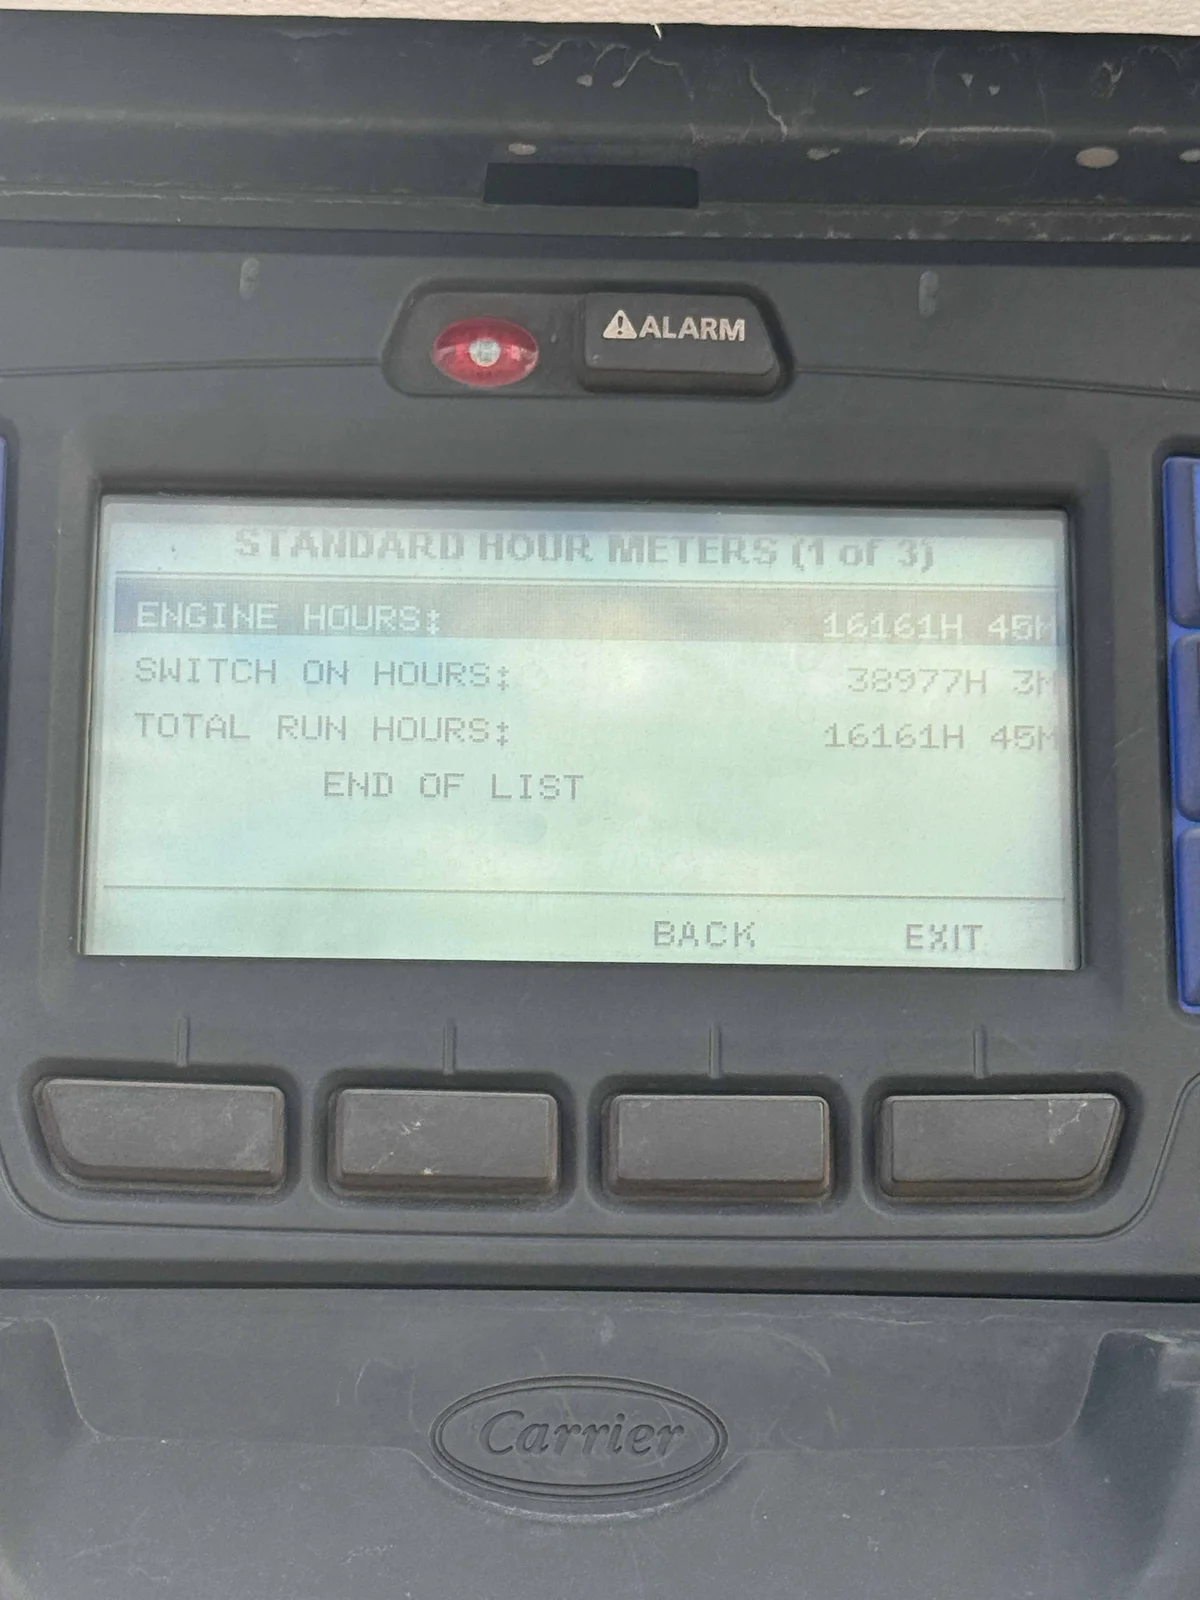 ⚠ALARM
STANDARD HOUR METERS (1 of 3)
ENGINE HOURS: 16161H 45M
SWITCH ON HOURS: 38977H 3M
TOTAL RUN HOURS: 16161H 45M
END OF LIST
BACK EXIT
Carrier